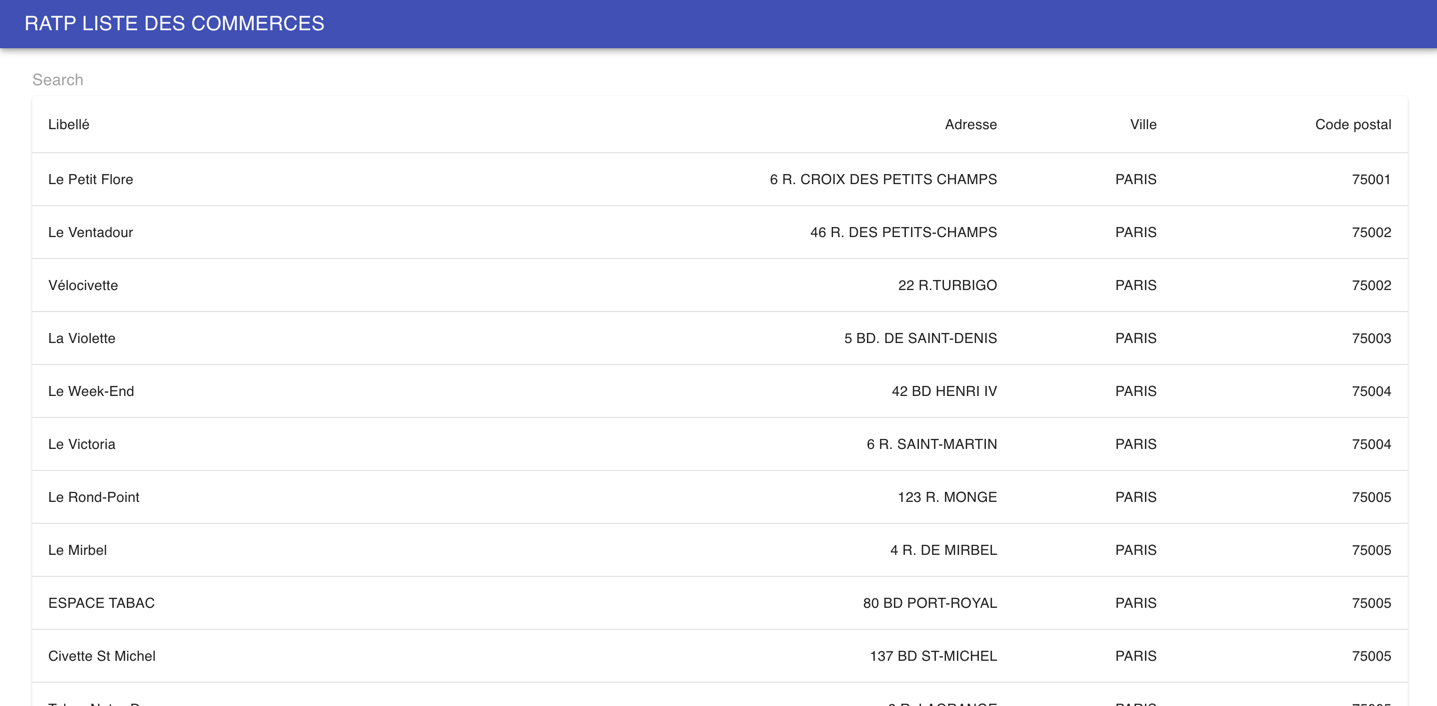 RATP LISTE DES COMMERCES
Search
Libellé Adresse Ville Code postal
Le Petit Flore 6 R. CROIX DES PETITS CHAMPS PARIS 75001
Le Ventadour 46 R. DES PETITS-CHAMPS PARIS 75002
Vélocivette 22 R.TURBIGO PARIS 75002
La Violette 5 BD. DE SAINT-DENIS PARIS 75003
Le Week-End 42 BD HENRI IV PARIS 75004
Le Victoria 6 R. SAINT-MARTIN PARIS 75004
Le Rond-Point 123 R. MONGE PARIS 75005
Le Mirbel 4 R. DE MIRBEL PARIS 75005
ESPACE TABAC 80 BD PORT-ROYAL PARIS 75005
Civette St Michel 137 BD ST-MICHEL PARIS 75005